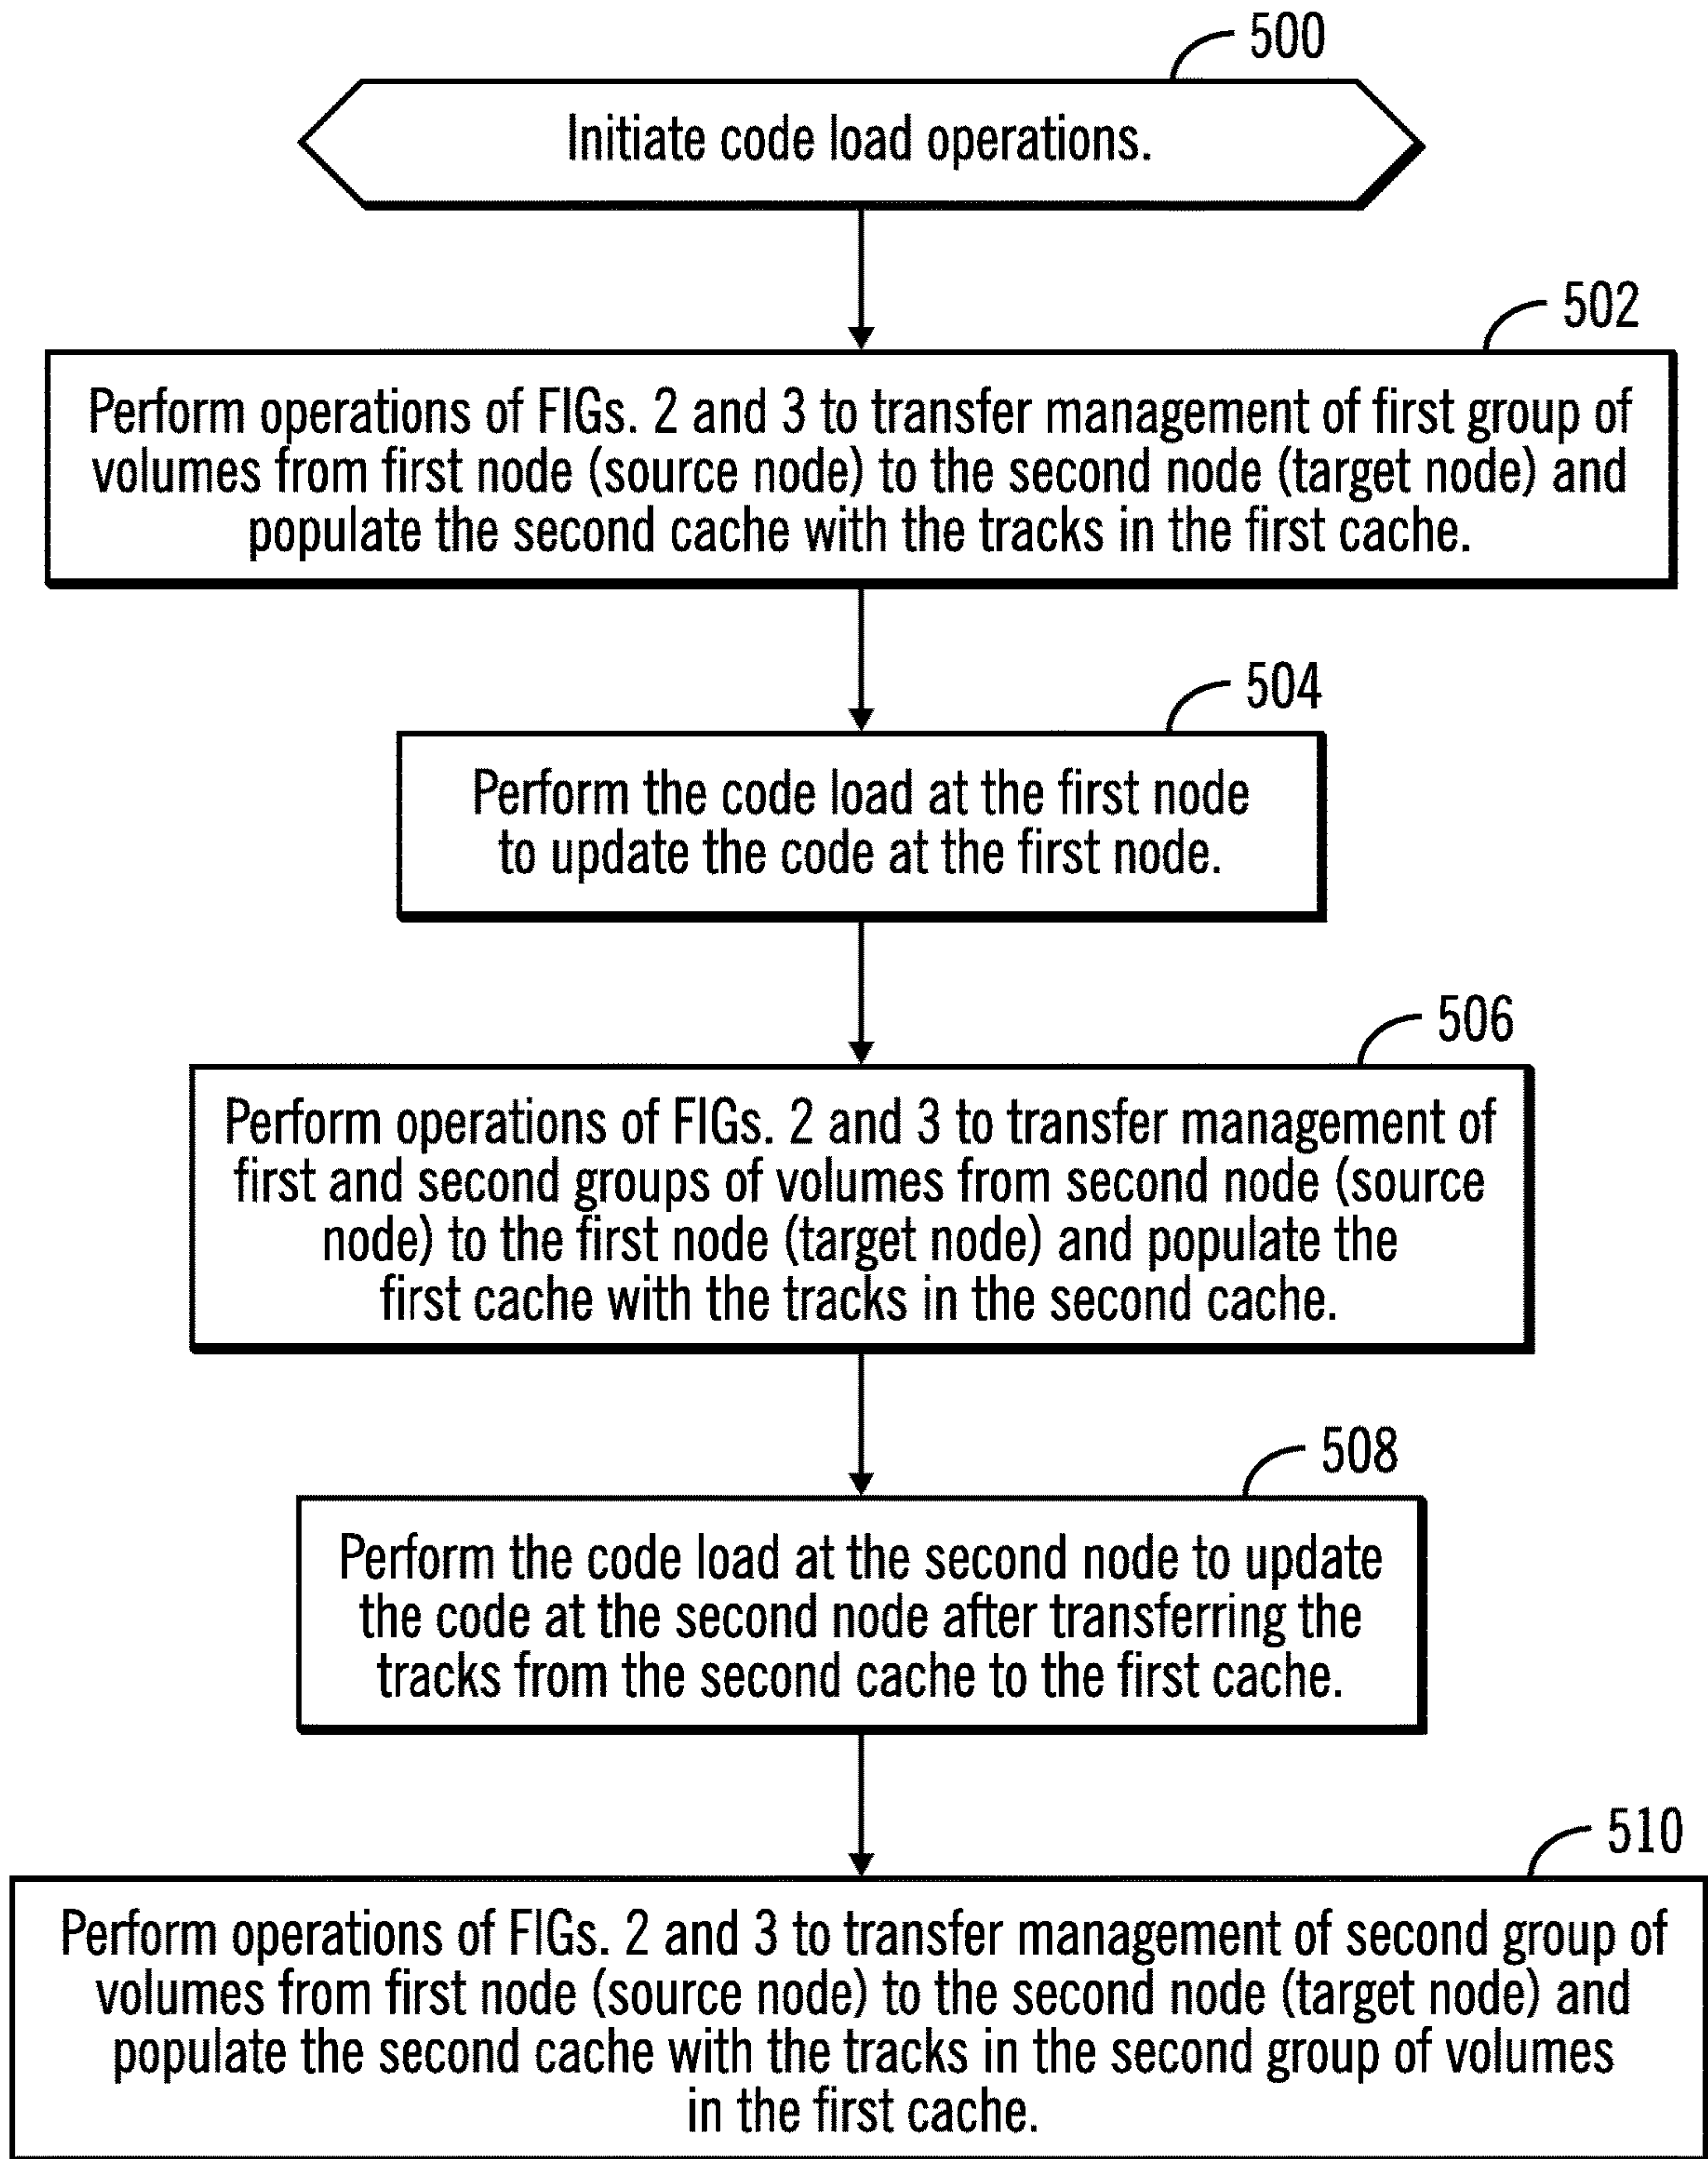 500
Initiate code load operations.
502
Perform operations of FIGs. 2 and 3 to transfer management of first group of
volumes from first node (source node) to the second node (target node) and
populate the second cache with the tracks in the first cache.
504
Perform the code load at the first node
to update the code at the first node.
506
Perform operations of FIGs. 2 and 3 to transfer management of
first and second groups of volumes from second node (source
node) to the first node (target node) and populate the
first cache with the tracks in the second cache.
508
Perform the code load at the second node to update
the code at the second node after transferring the
tracks from the second cache to the first cache.
510
Perform operations of FIGs. 2 and 3 to transfer management of second group of
volumes from first node (source node) to the second node (target node) and
populate the second cache with the tracks in the second group of volumes
in the first cache.